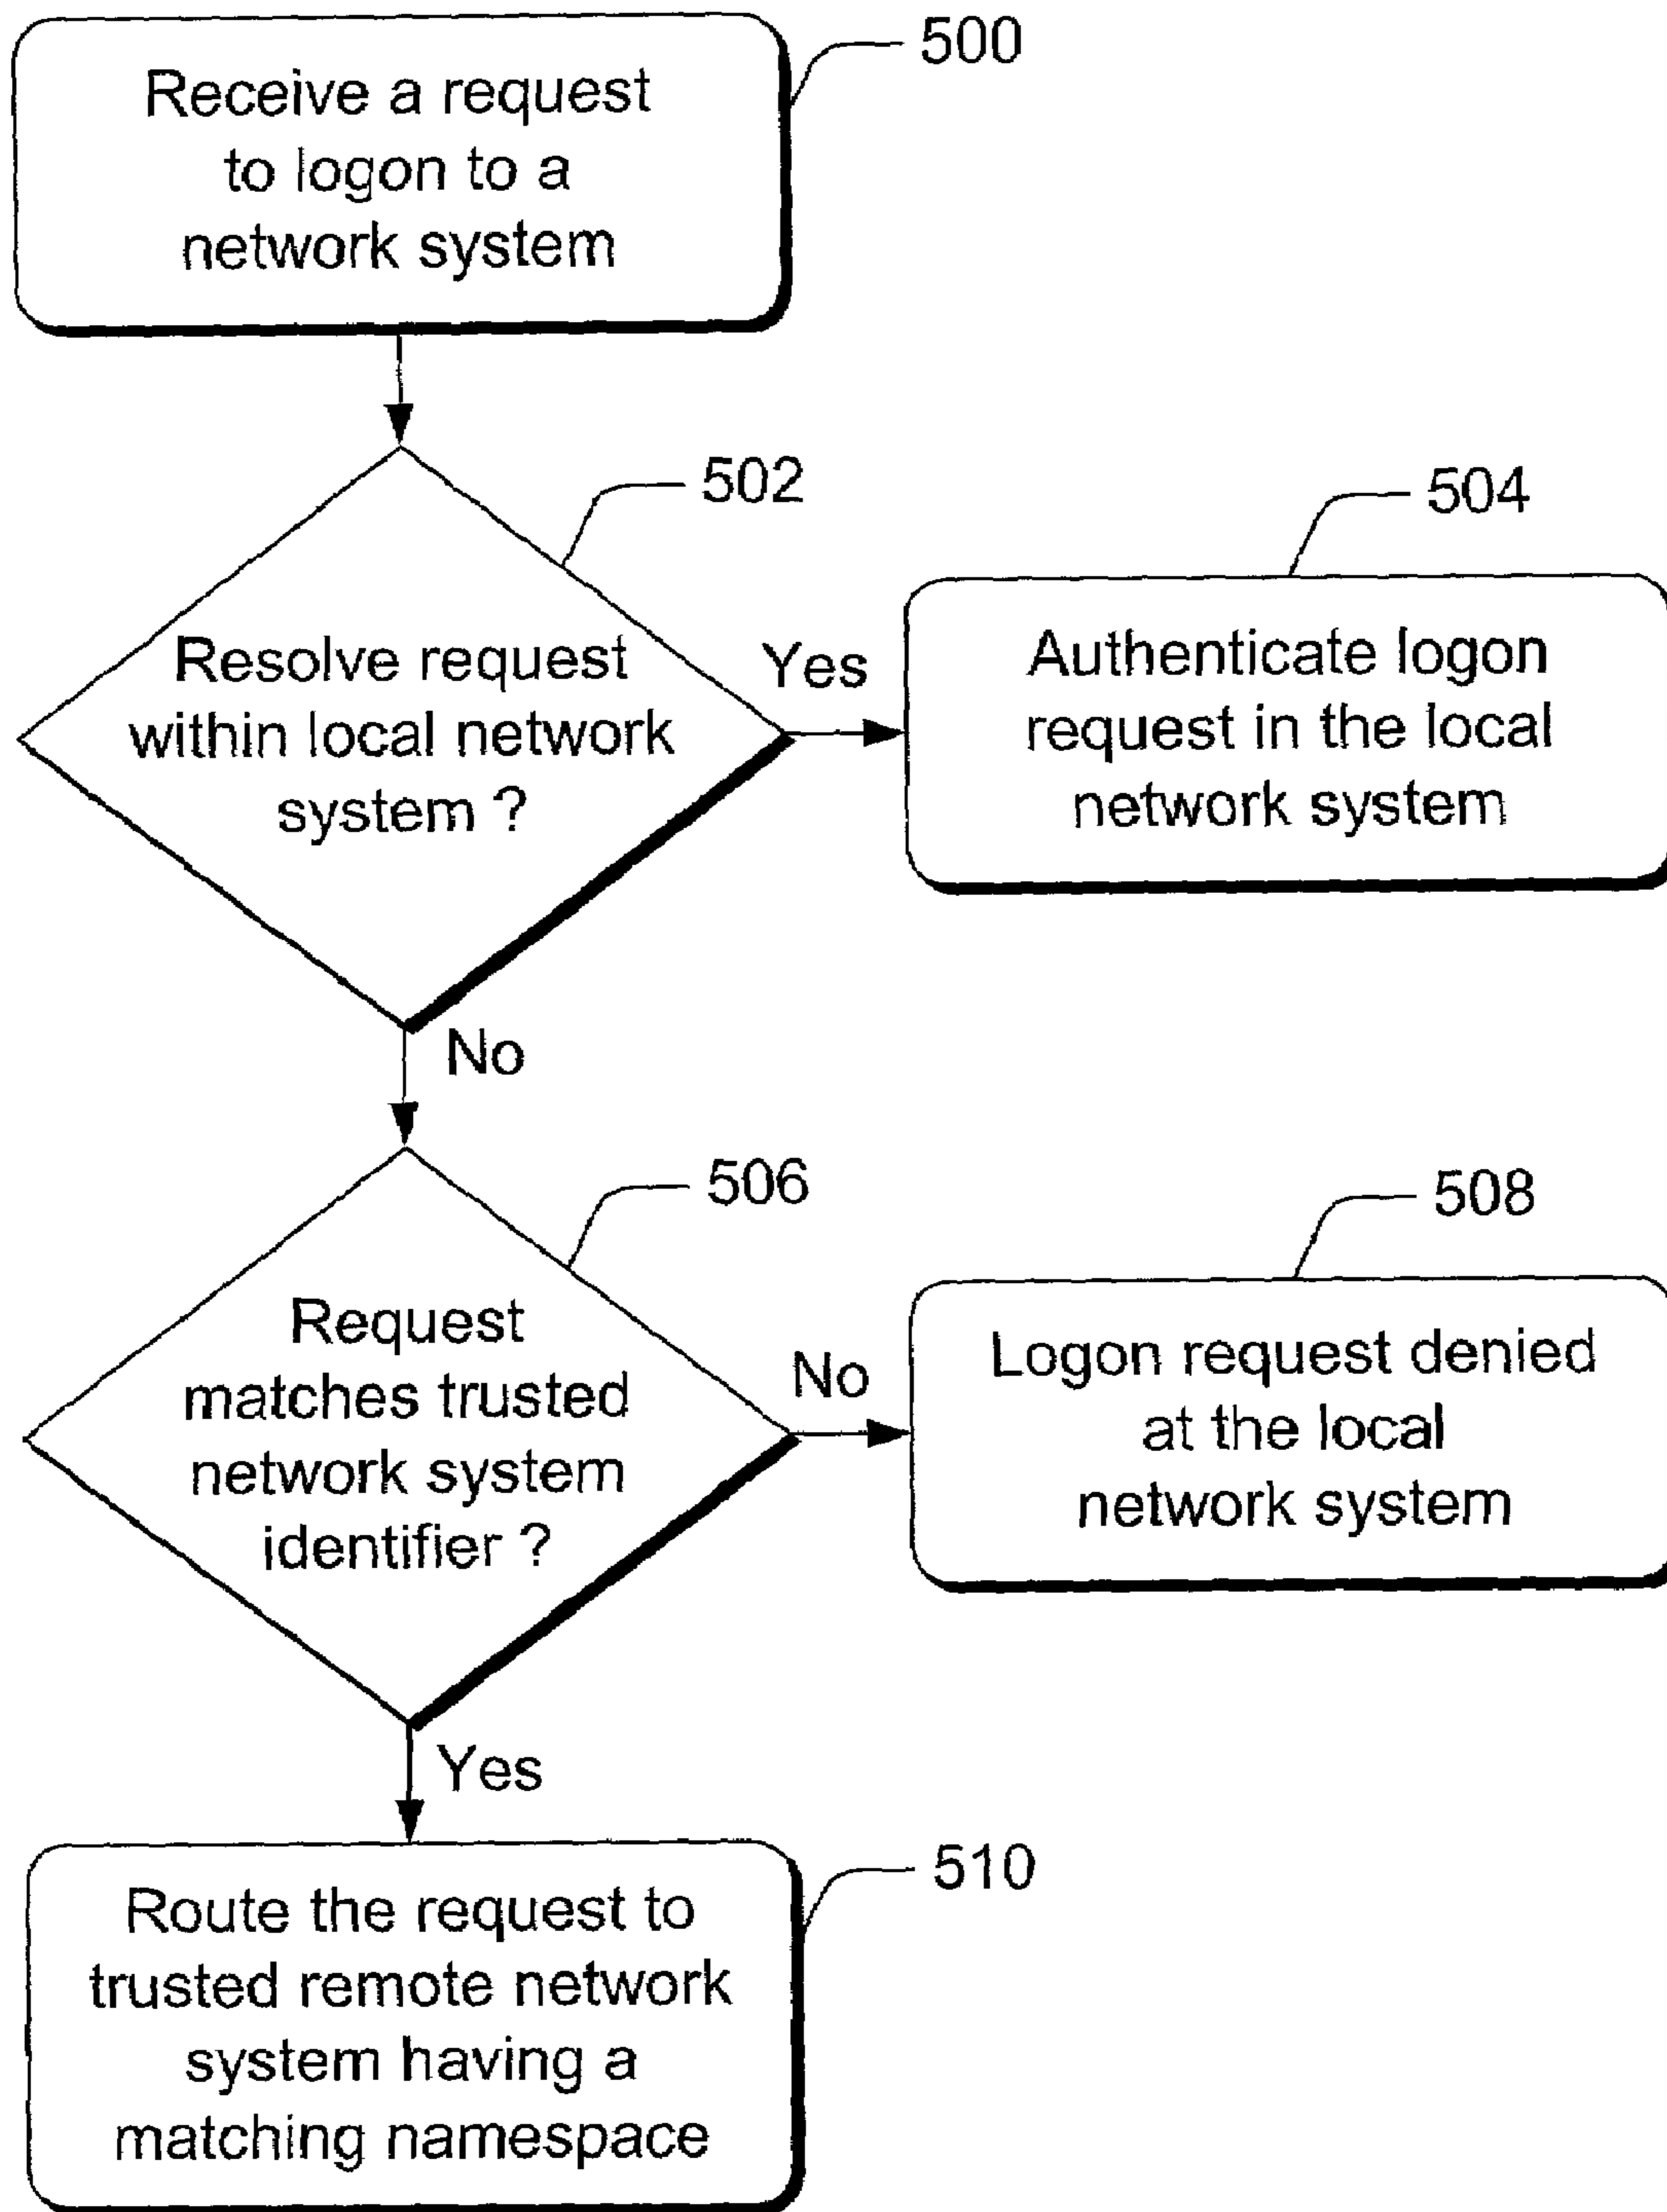 500
Receive a request
to logon to a
network system
502
Resolve request
within local network
system ?
Yes
504
Authenticate logon
request in the local
network system
No
506
Request
matches trusted
network system
identifier ?
No
508
Logon request denied
at the local
network system
Yes
510
Route the request to
trusted remote network
system having a
matching namespace